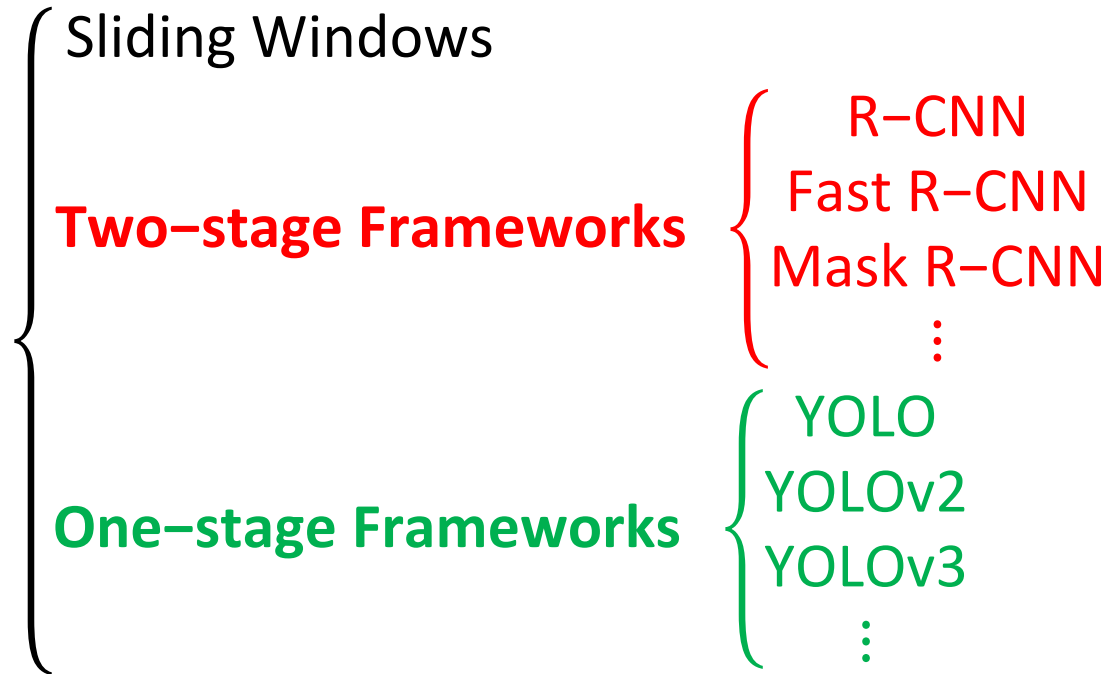 Sliding Windows
Two−stage Frameworks
R−CNN
Fast R−CNN
Mask R−CNN
⋮
One−stage Frameworks
YOLO
YOLOv2
YOLOv3
⋮